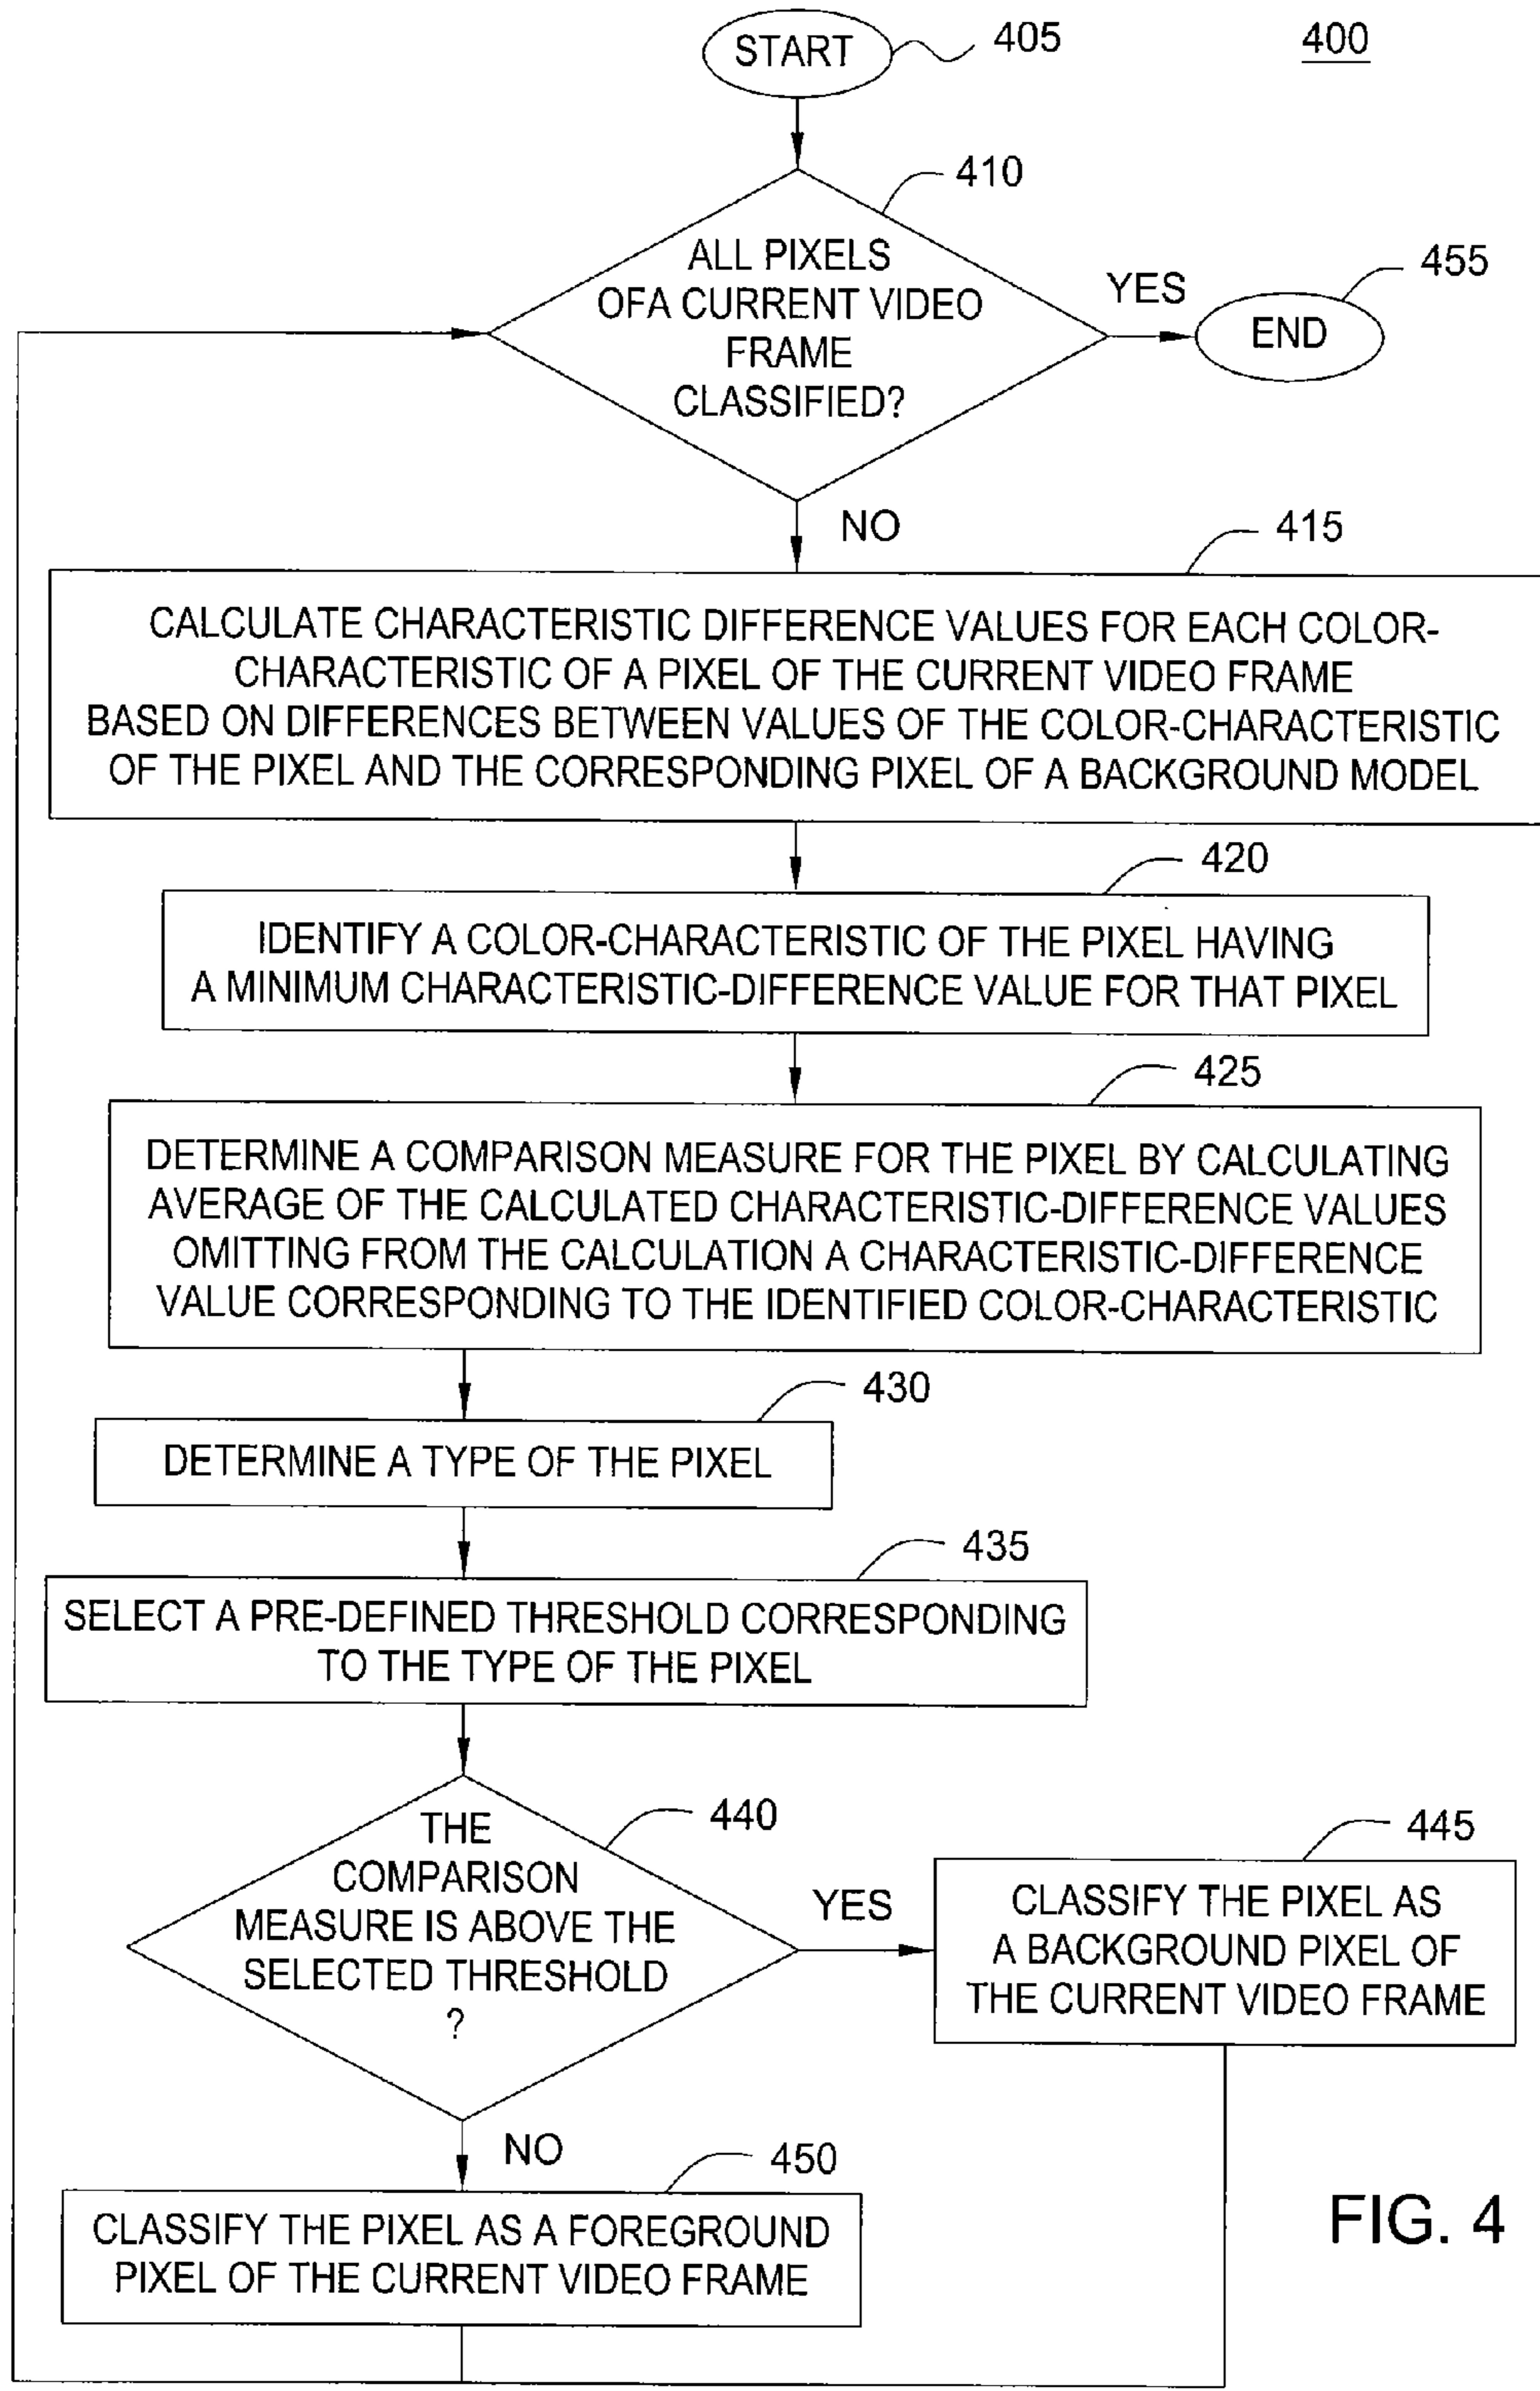 START
405
400
410
ALL PIXELS
OFA CURRENT VIDEO
FRAME
CLASSIFIED?
YES
455
END
NO
415
CALCULATE CHARACTERISTIC DIFFERENCE VALUES FOR EACH COLOR-
CHARACTERISTIC OF A PIXEL OF THE CURRENT VIDEO FRAME
BASED ON DIFFERENCES BETWEEN VALUES OF THE COLOR-CHARACTERISTIC
OF THE PIXEL AND THE CORRESPONDING PIXEL OF A BACKGROUND MODEL
420
IDENTIFY A COLOR-CHARACTERISTIC OF THE PIXEL HAVING
A MINIMUM CHARACTERISTIC-DIFFERENCE VALUE FOR THAT PIXEL
425
DETERMINE A COMPARISON MEASURE FOR THE PIXEL BY CALCULATING
AVERAGE OF THE CALCULATED CHARACTERISTIC-DIFFERENCE VALUES
OMITTING FROM THE CALCULATION A CHARACTERISTIC-DIFFERENCE
VALUE CORRESPONDING TO THE IDENTIFIED COLOR-CHARACTERISTIC
430
DETERMINE A TYPE OF THE PIXEL
435
SELECT A PRE-DEFINED THRESHOLD CORRESPONDING
TO THE TYPE OF THE PIXEL
440
THE
COMPARISON
MEASURE IS ABOVE THE
SELECTED THRESHOLD
?
YES
445
CLASSIFY THE PIXEL AS
A BACKGROUND PIXEL OF
THE CURRENT VIDEO FRAME
NO
450
CLASSIFY THE PIXEL AS A FOREGROUND
PIXEL OF THE CURRENT VIDEO FRAME
FIG. 4